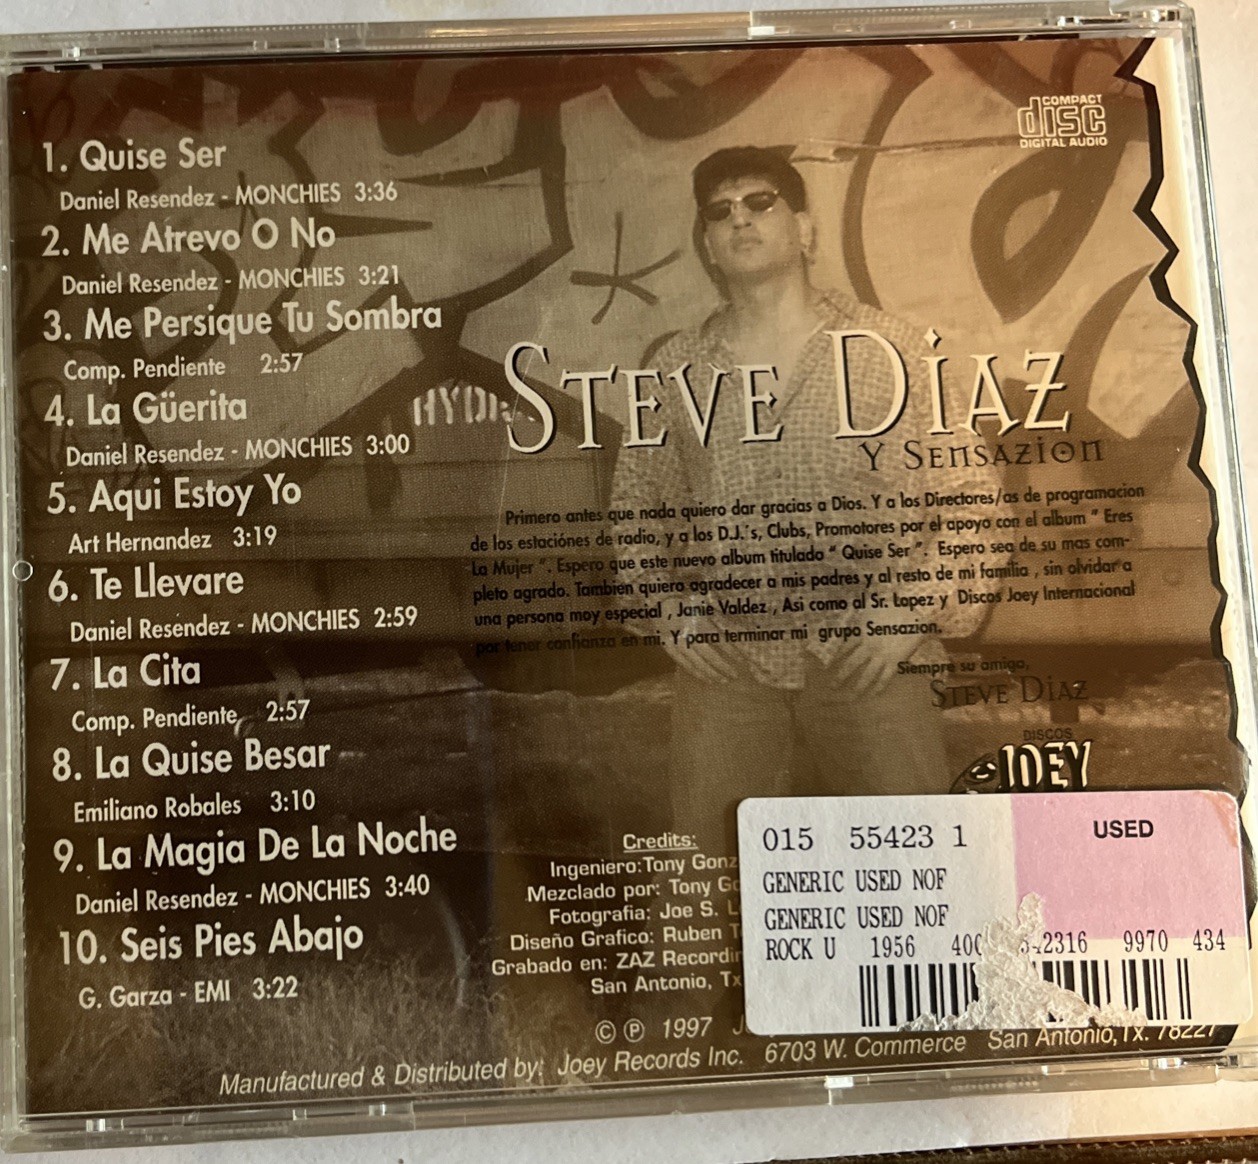 COMPACT
disc
DIGITAL AUDIO
1. Quise Ser
Daniel Resendez - MONCHIES 3:36
2. Me Atrevo O No
Daniel Resendez - MONCHIES 3:21
3. Me Persique Tu Sombra
Comp. Pendiente 2:57
4. La Güerita
Daniel Resendez - MONCHIES 3:00
5. Aqui Estoy Yo
Art Hernandez 3:19
6. Te Llevare
Daniel Resendez - MONCHIES 2:59
7. La Cita
Comp. Pendiente 2:57
8. La Quise Besar
Emiliano Robales 3:10
9. La Magia De La Noche
Daniel Resendez - MONCHIES 3:40
10. Seis Pies Abajo
G. Garza - EMI 3:22
STEVE DIAZ
Y SENSAZION
Primero antes que nada quiero dar gracias a Dios. Y a los Directores/as de programacion
de los estaciónes de radio, y a los D.J.´s, Clubs, Promotores por el apoyo con el album " Eres
La Mujer ". Espero que este nuevo album titulado " Quise Ser ". Espero sea de su mas com-
pleto agrado. Tambien quiero agradecer a mis padres y al resto de mi familia , sin olvidar a
una persona moy especial , Janie Valdez , Asi como al Sr. Lopez y Discos Joey Internacional
por tener confianza en mi. Y para terminar mi grupo Sensazion.
Siempre su amigo,
STEVE DIAZ
DISCOS
JOEY
Credits:
Ingeniero: Tony Gonz
Mezclado por: Tony Go
Fotografia: Joe S. L
Diseño Grafico: Ruben T
Grabado en: ZAZ Recordin
San Antonio, Tx
© ℗ 1997 J
Manufactured & Distributed by: Joey Records Inc. 6703 W. Commerce San Antonio, Tx. 78227
015 55423 1
USED
GENERIC USED NOF
GENERIC USED NOF
ROCK U 1956 400 2316 9970 434